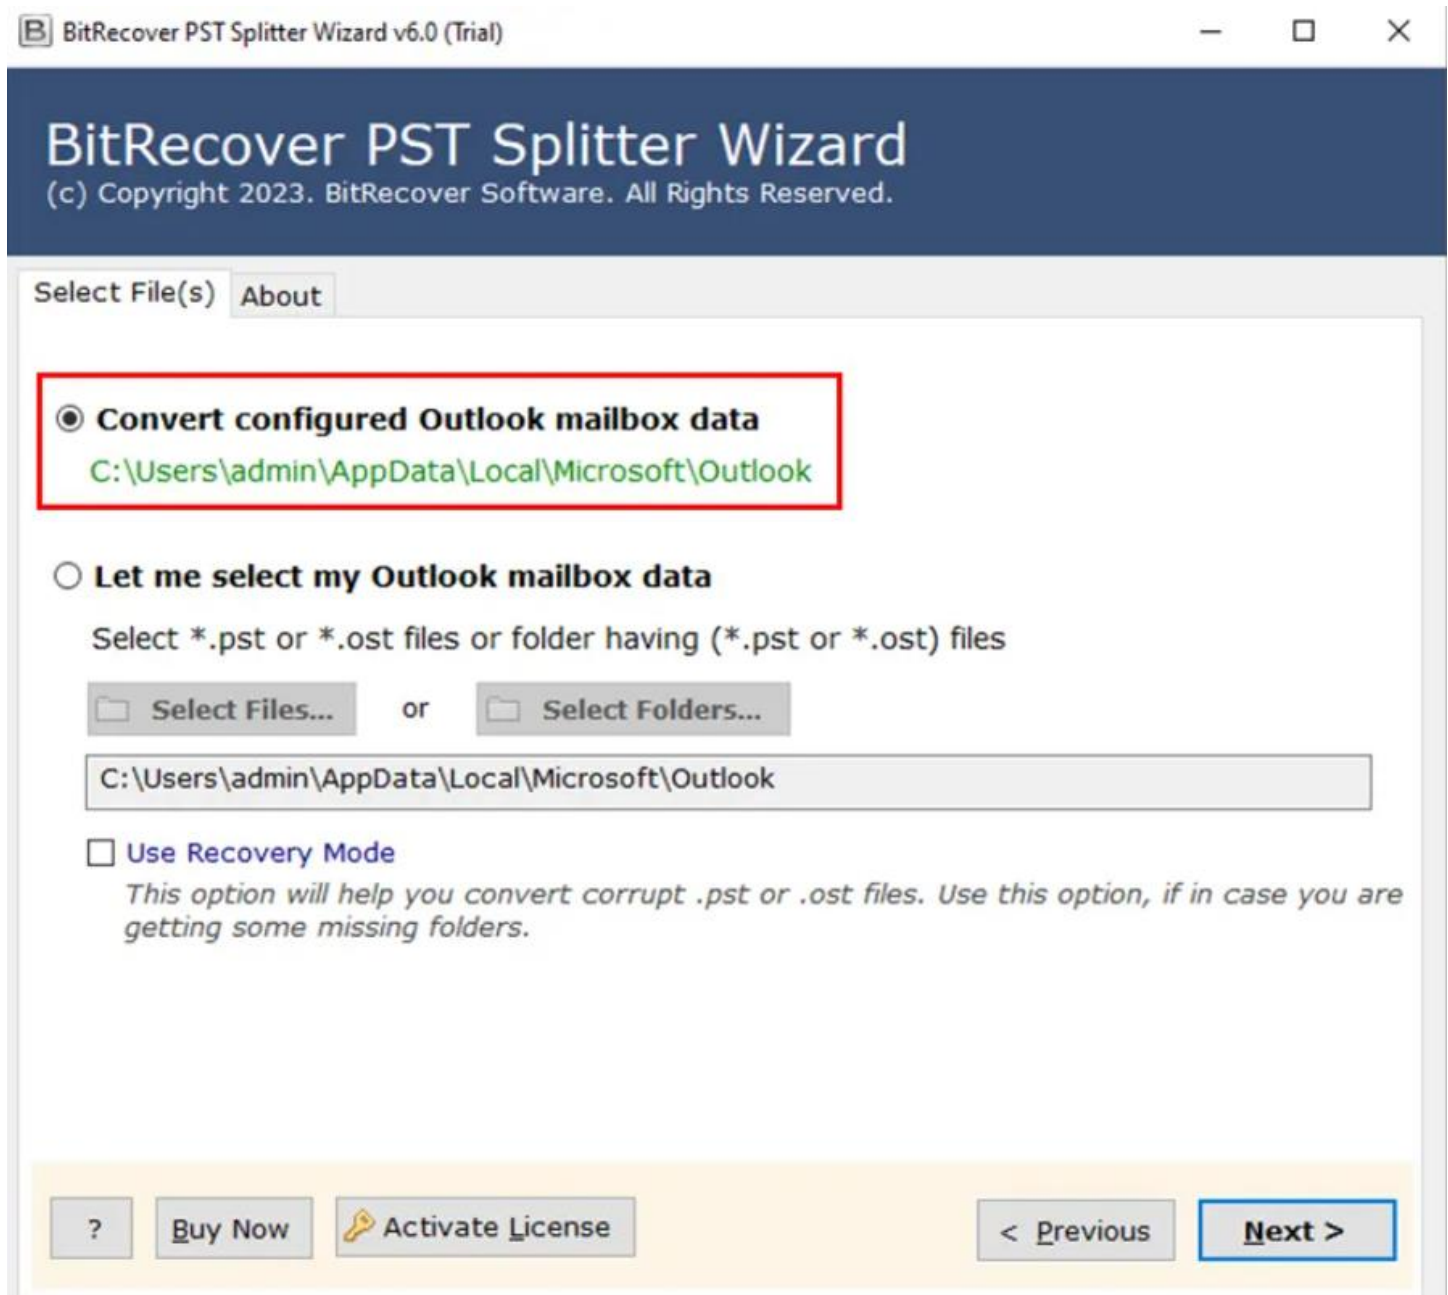 BitRecover PST Splitter Wizard v6.0 (Trial)
BitRecover PST Splitter Wizard
(c) Copyright 2023. BitRecover Software. All Rights Reserved.
Select File(s) About
Convert configured Outlook mailbox data
C:\Users\admin\AppData\Local\Microsoft\Outlook
Let me select my Outlook mailbox data
Select *.pst or *.ost files or folder having (*.pst or *.ost) files
Select Files... or Select Folders...
C:\Users\admin\AppData\Local\Microsoft\Outlook
Use Recovery Mode
This option will help you convert corrupt .pst or .ost files. Use this option, if in case you are
getting some missing folders.
? Buy Now Activate License < Previous Next >